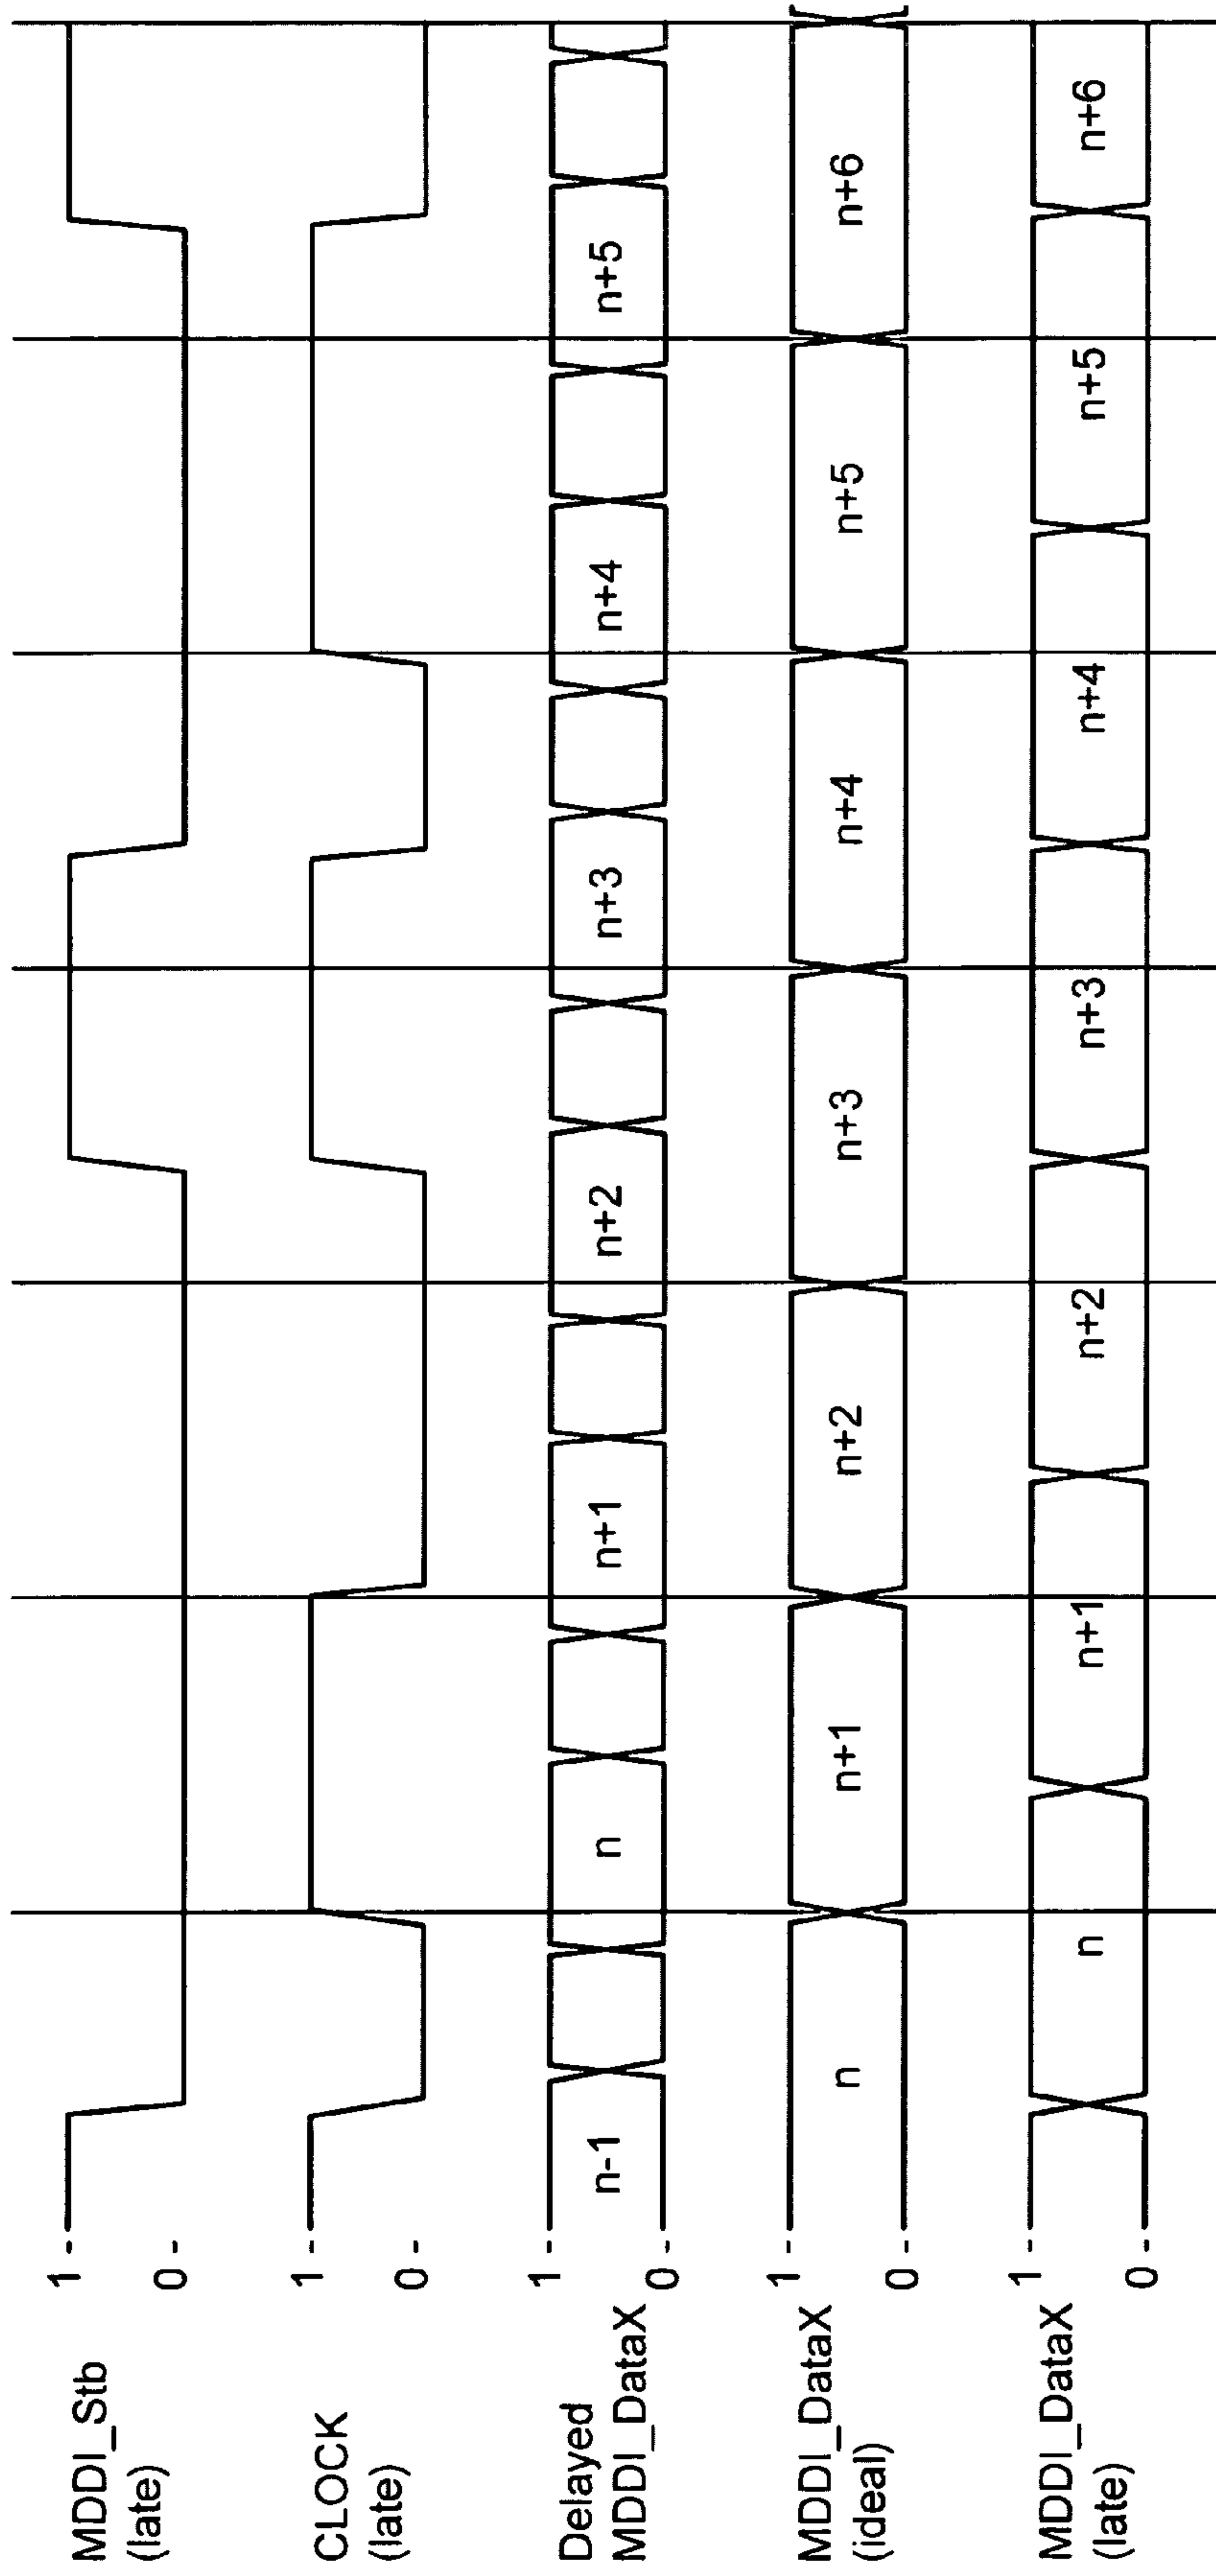 MDDI_Stb
(late)
1-
0-
CLOCK
(late)
1-
0-
Delayed
MDDI_DataX
1-
0-
n-1
n
n+1
n+2
n+3
n+4
n+5
MDDI_DataX
(ideal)
1-
0-
n
n+1
n+2
n+3
n+4
n+5
n+6
MDDI_DataX
(late)
1-
0-
n
n+1
n+2
n+3
n+4
n+5
n+6